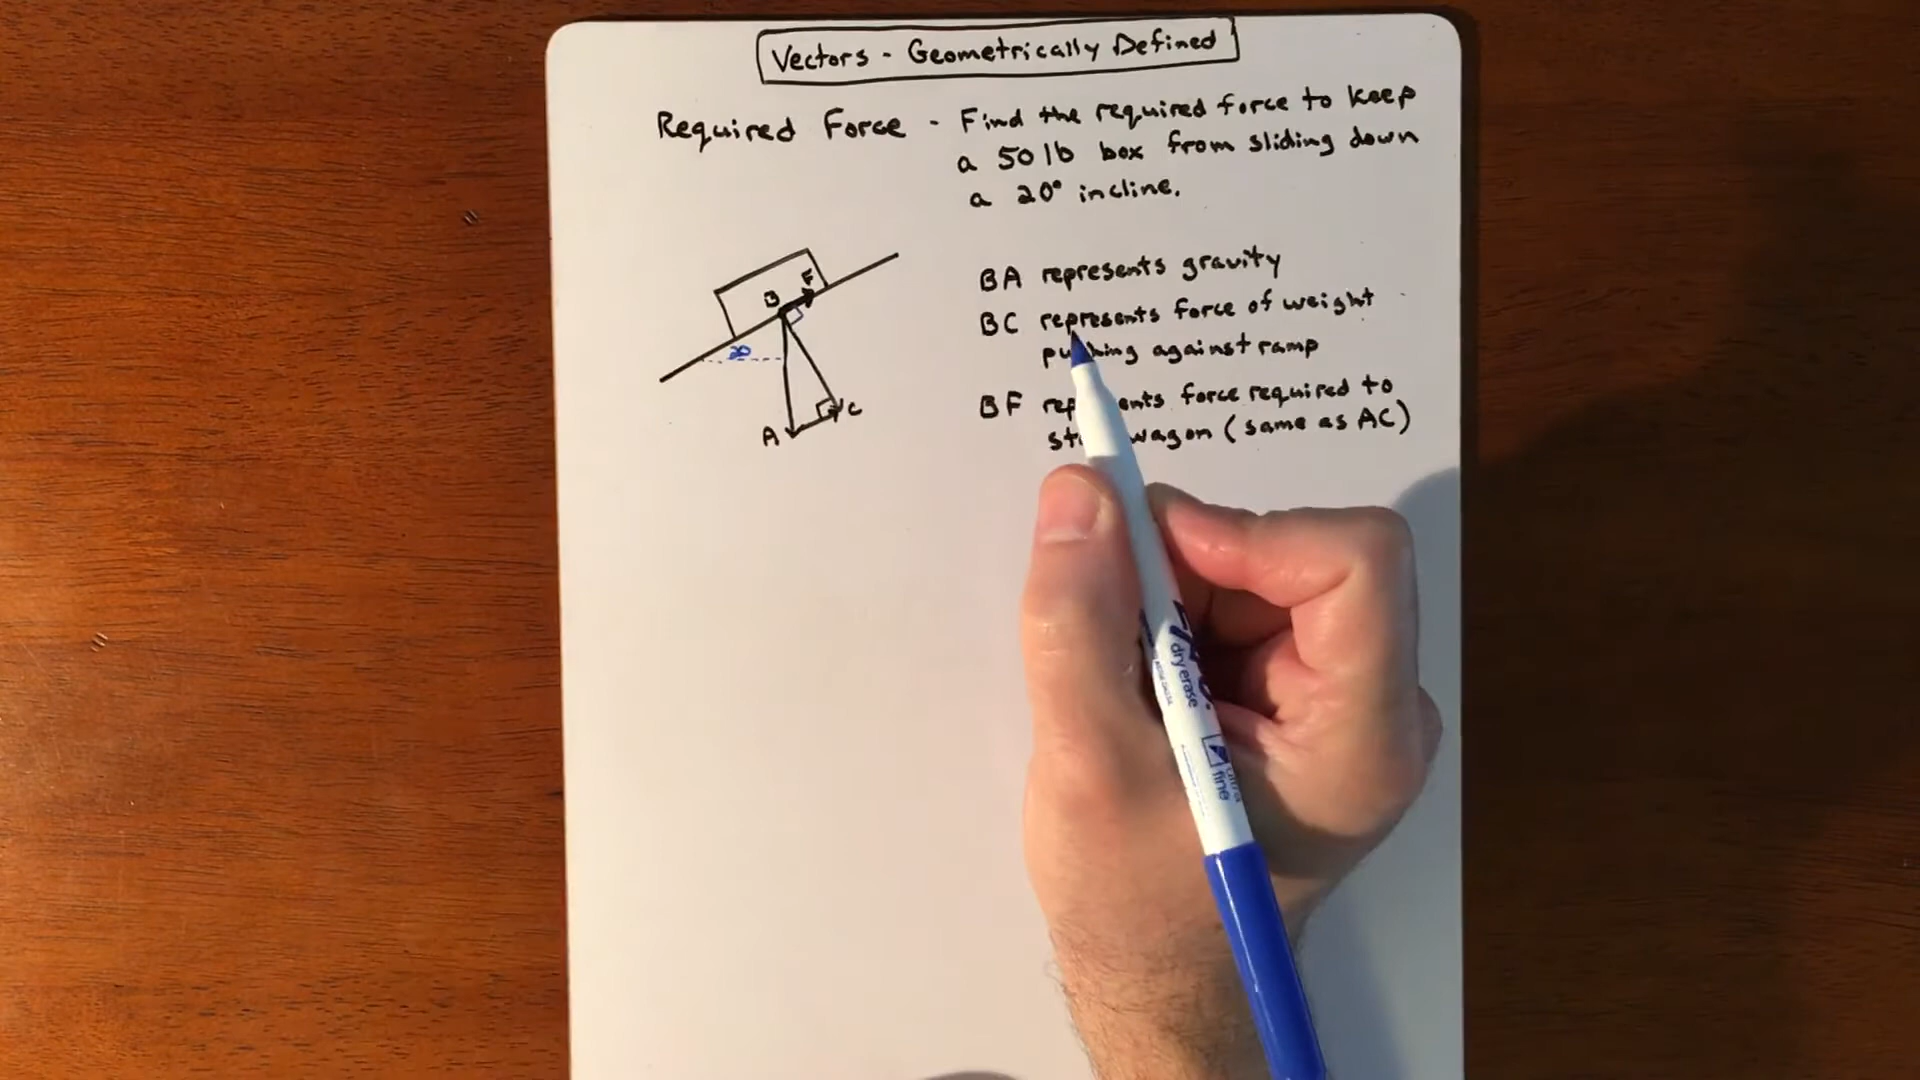 Vectors - Geometrically Defined
Required Force - Find the required force to keep
a 50 lb box from sliding down
a 20° incline.
BA represents gravity
BC represents force of weight
against ramp
BF force required to
wagon (same as AC)
B
F
20
A
C
dry erase
fine